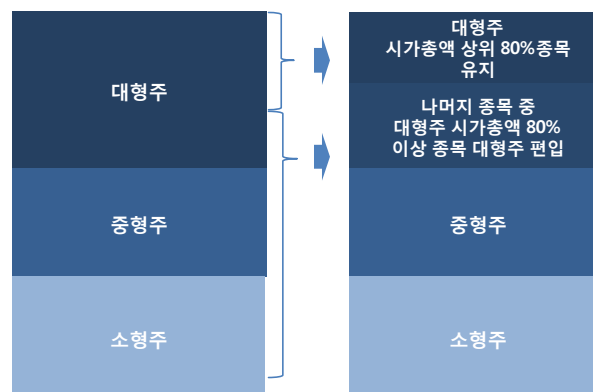 대형주
중형주
소형주
대형주
시가총액 상위 80%종목
유지
나머지 종목 중
대형주 시가총액 80%
이상 종목 대형주 편입
중형주
소형주